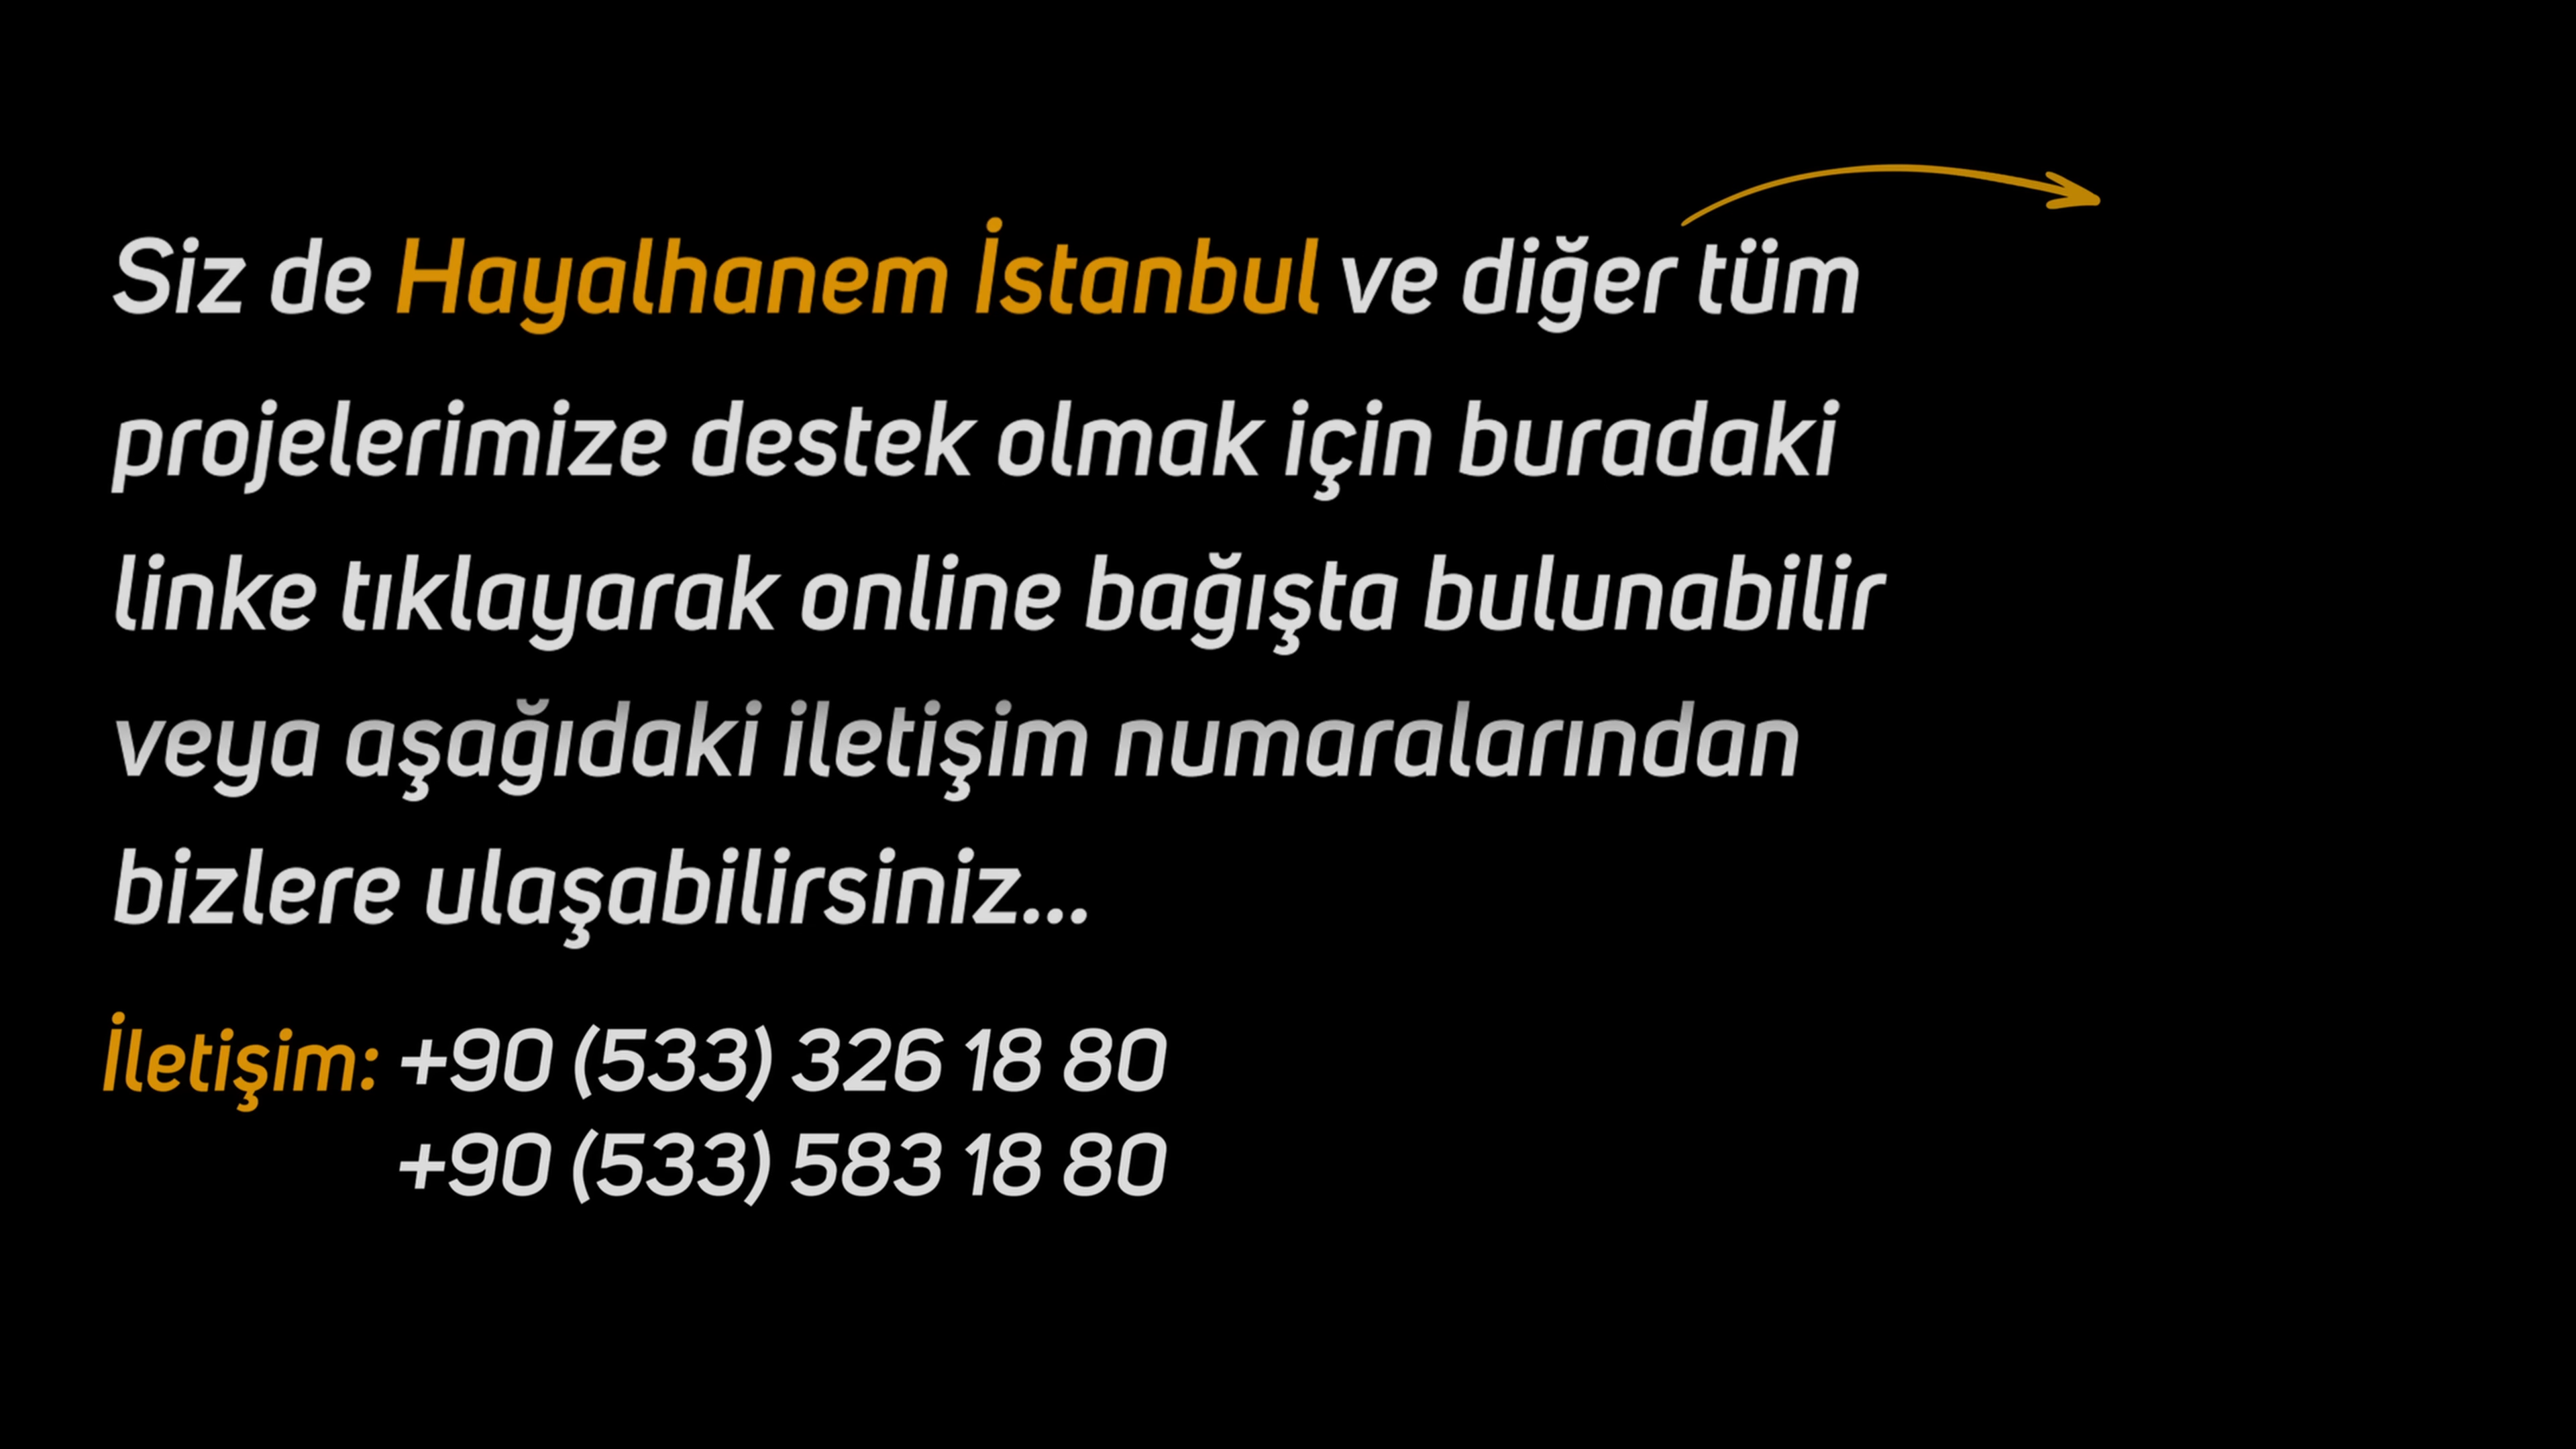 Siz de Hayalhanem İstanbul ve diğer tüm
projelerimize destek olmak için buradaki
linke tıklayarak online bağışta bulunabilir
veya aşağıdaki iletişim numaralarından
bizlere ulaşabilirsiniz...
İletişim: +90 (533) 326 18 80
+90 (533) 583 18 80